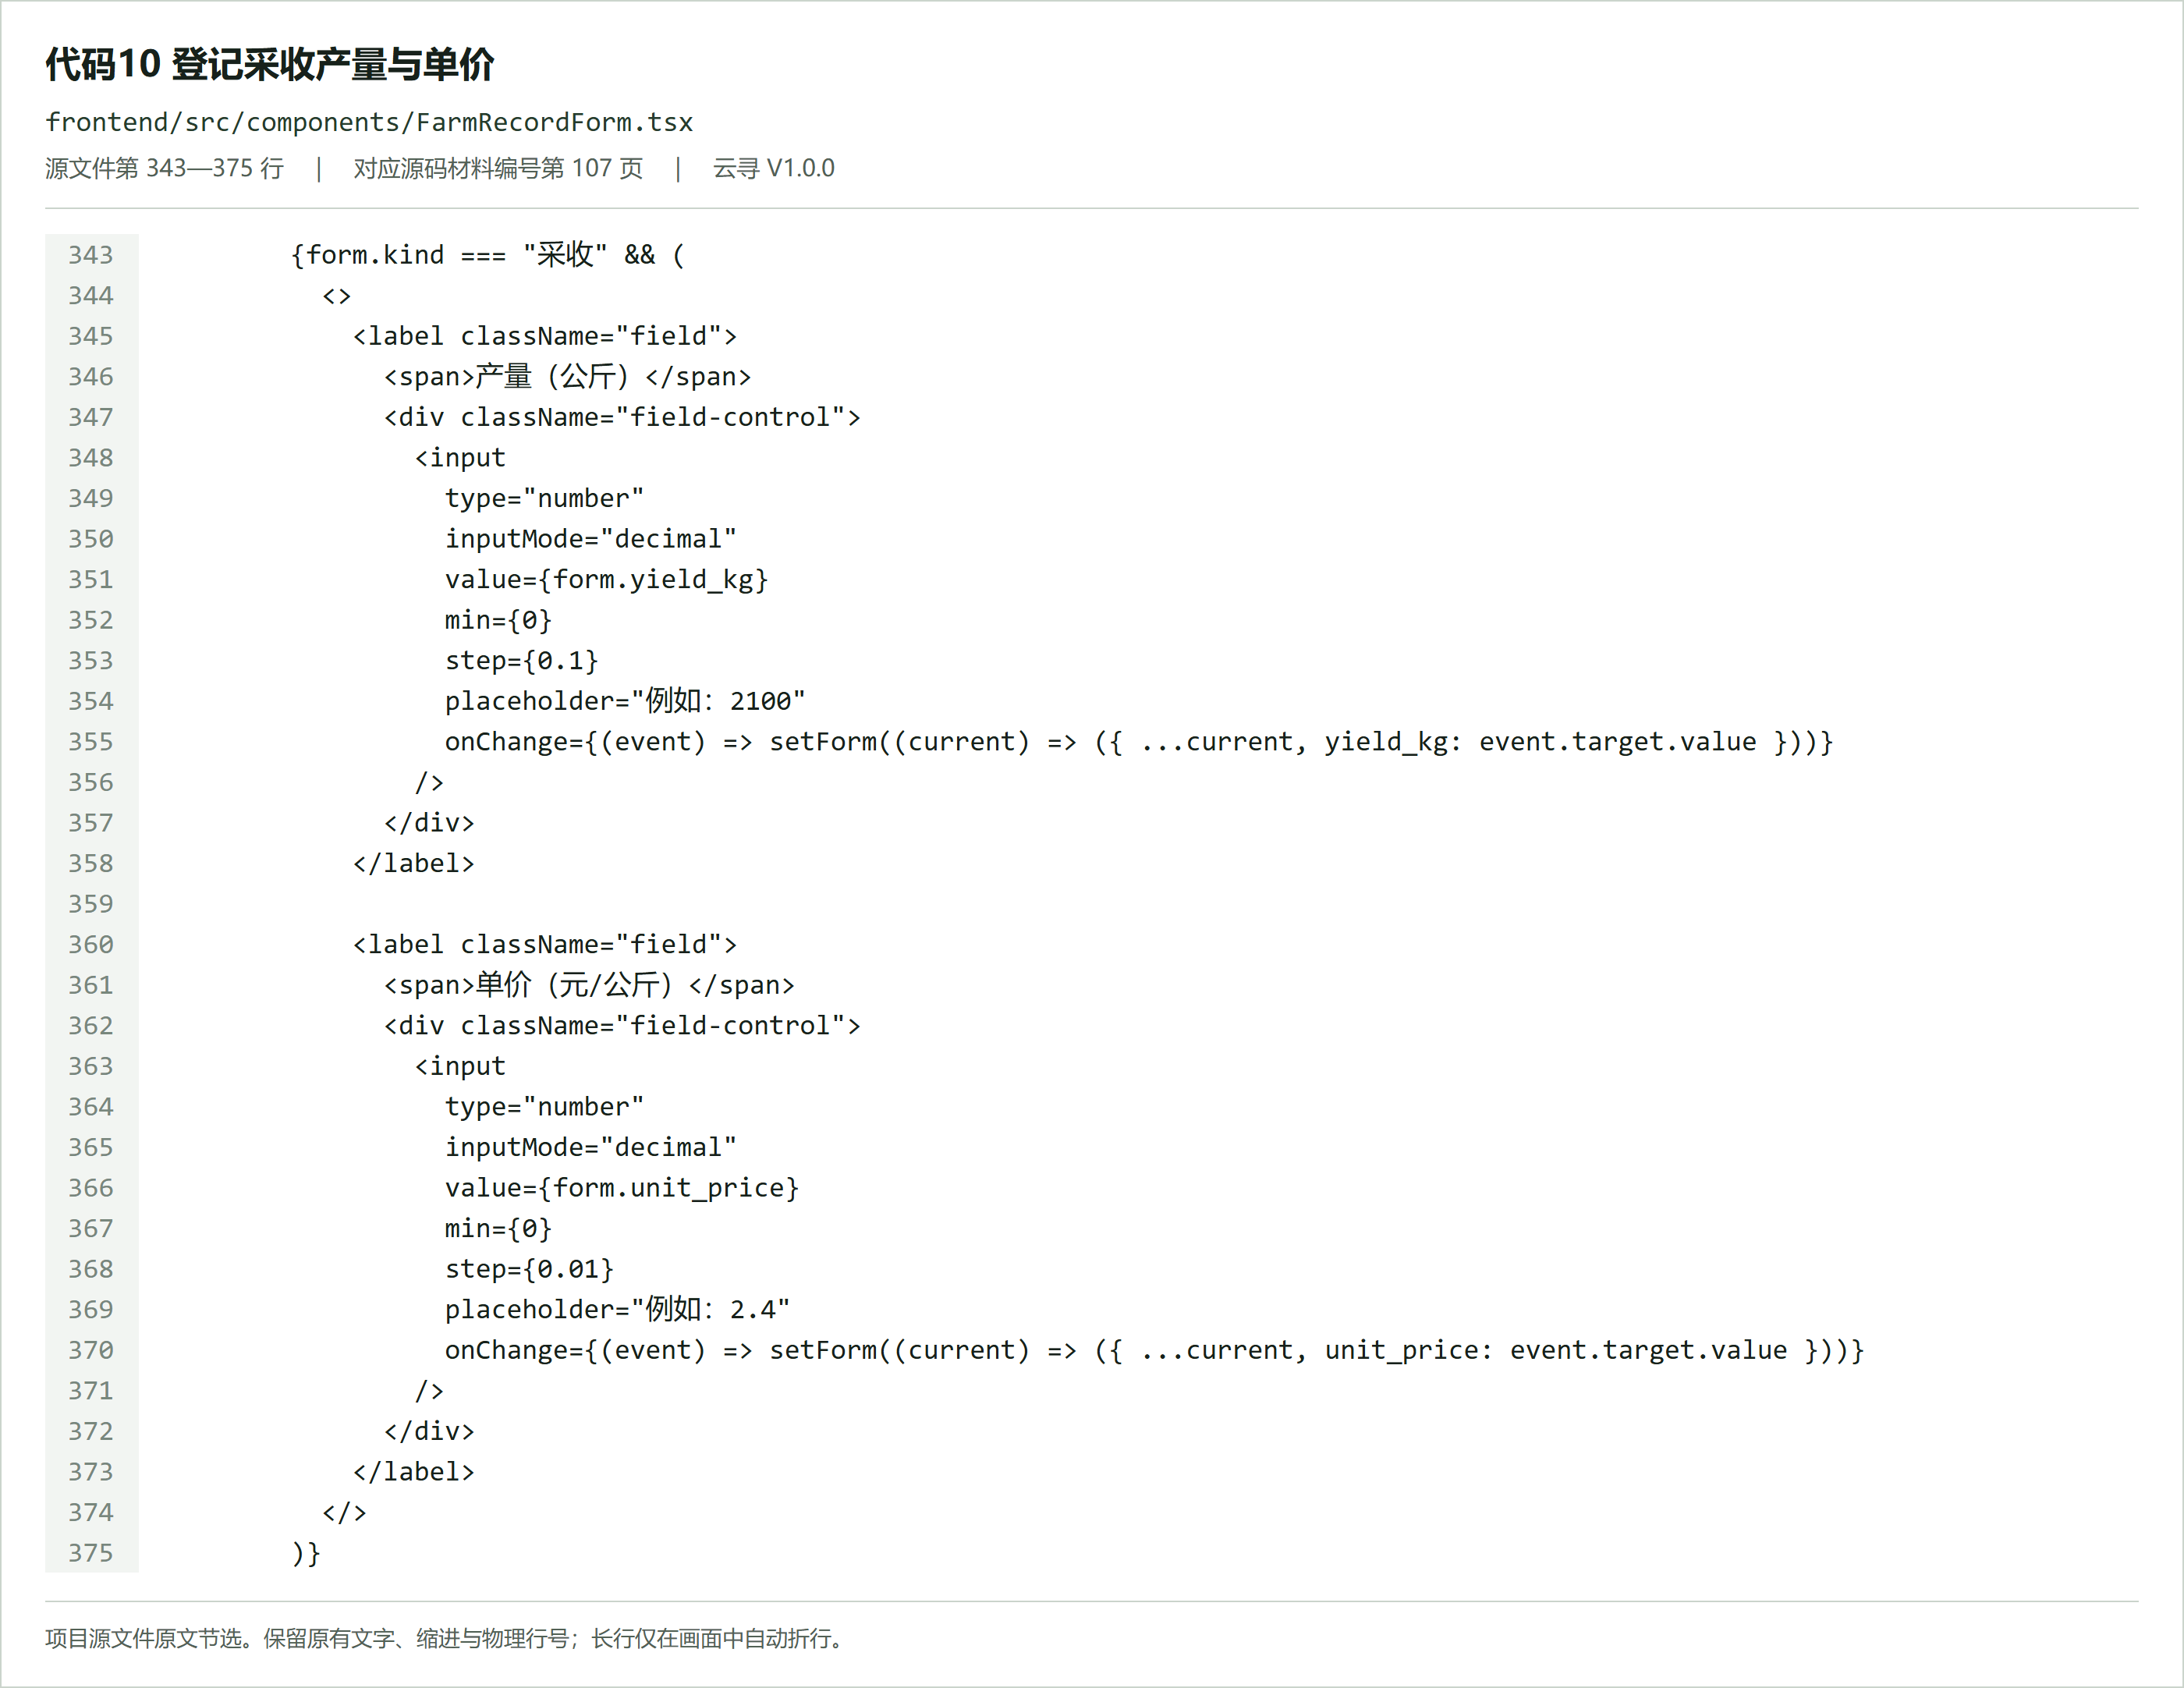 代码10 登记采收产量与单价
frontend/src/components/FarmRecordForm.tsx
源文件第 343—375 行 | 对应源码材料编号第 107 页 | 云寻 V1.0.0
343 {form.kind === "采收" && (
344 <>
345 <label className="field">
346 <span>产量（公斤）</span>
347 <div className="field-control">
348 <input
349 type="number"
350 inputMode="decimal"
351 value={form.yield_kg}
352 min={0}
353 step={0.1}
354 placeholder="例如：2100"
355 onChange={(event) => setForm((current) => ({ ...current, yield_kg: event.target.value }))}
356 />
357 </div>
358 </label>
359
360 <label className="field">
361 <span>单价（元/公斤）</span>
362 <div className="field-control">
363 <input
364 type="number"
365 inputMode="decimal"
366 value={form.unit_price}
367 min={0}
368 step={0.01}
369 placeholder="例如：2.4"
370 onChange={(event) => setForm((current) => ({ ...current, unit_price: event.target.value }))}
371 />
372 </div>
373 </label>
374 </>
375 )}
项目源文件原文节选。保留原有文字、缩进与物理行号；长行仅在画面中自动折行。